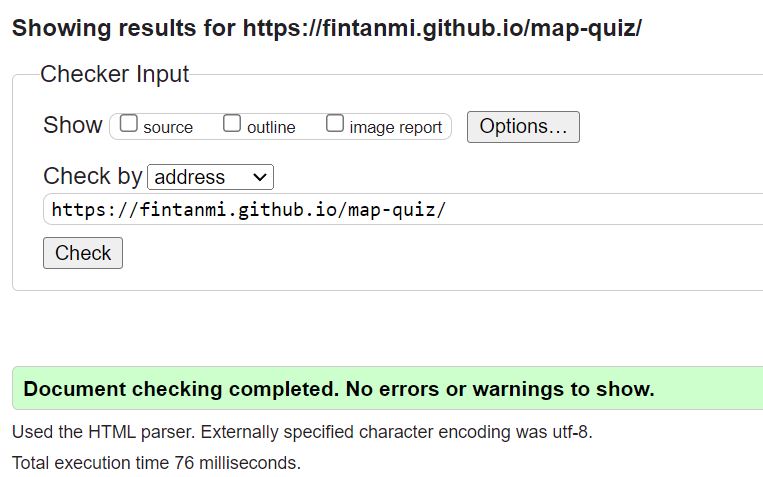 Showing results for https://fintanmi.github.io/map-quiz/
Checker Input
Show source outline image report Options...
Check by address
https://fintanmi.github.io/map-quiz/
Check
Document checking completed. No errors or warnings to show.
Used the HTML parser. Externally specified character encoding was utf-8.
Total execution time 76 milliseconds.